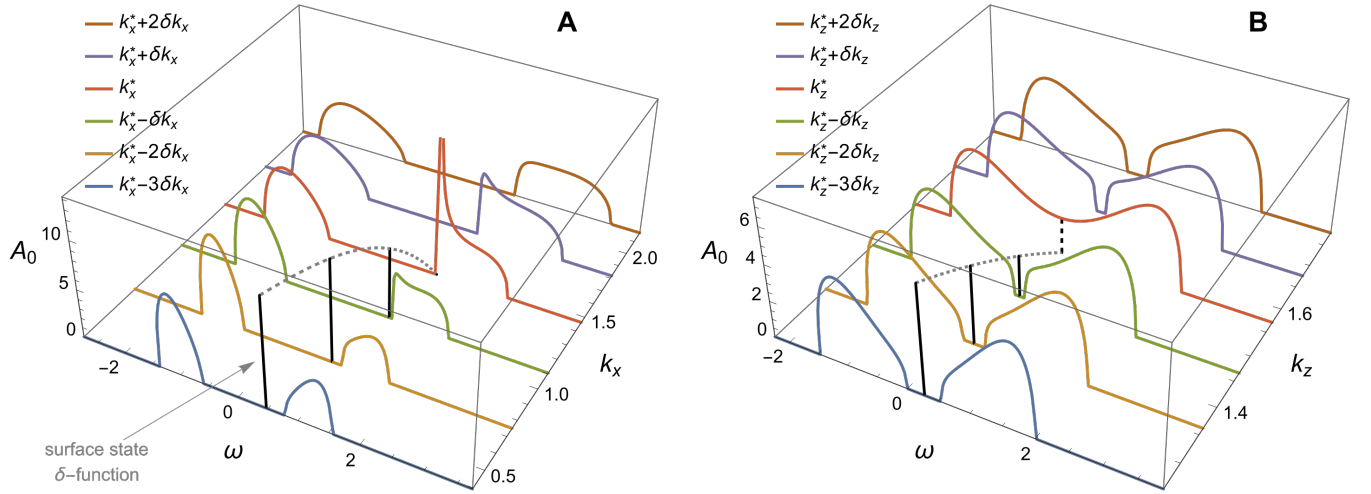 A
k*x+2δkx
k*x+δkx
k*x
k*x−δkx
k*x−2δkx
k*x−3δkx
A0
10
5
0
−2
0
2
ω
0.5
1.0
1.5
2.0
kx
surface state
δ−function
B
k*z+2δkz
k*z+δkz
k*z
k*z−δkz
k*z−2δkz
k*z−3δkz
A0
6
4
2
0
−2
0
2
ω
1.4
1.6
kz